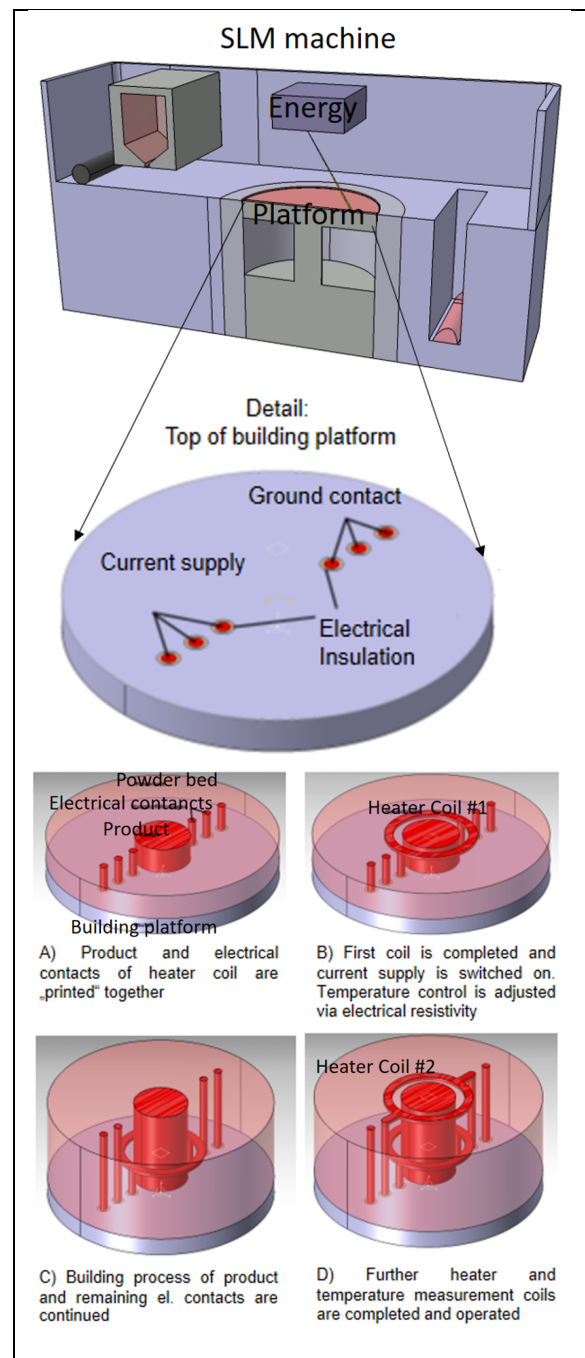 SLM machine
Energy
Platform
Detail:
Top of building platform
Ground contact
Current supply
Electrical
Insulation
Powder bed
Electrical contancts
Product
Building platform
A) Product and electrical
contacts of heater coil are
„printed“ together
Heater Coil #1
B) First coil is completed and
current supply is switched on.
Temperature control is adjusted
via electrical resistivity
C) Building process of product
and remaining el. contacts are
continued
Heater Coil #2
D) Further heater and
temperature measurement coils
are completed and operated